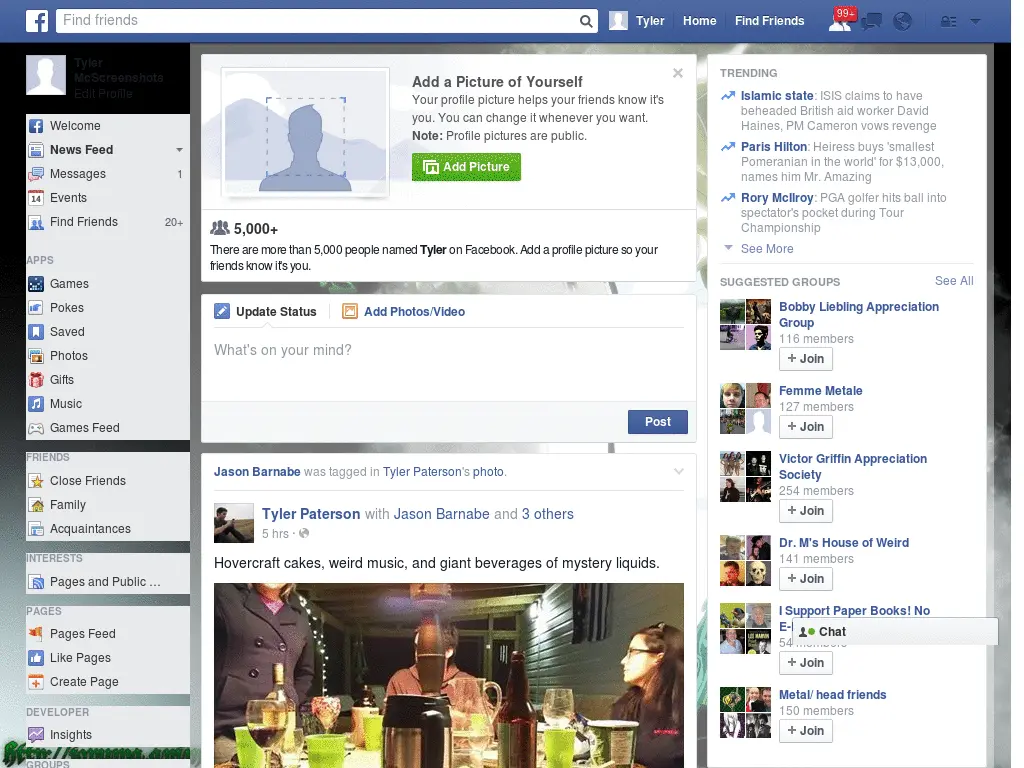 Find friends
Tyler
Home
Find Friends
99+
Tyler
McScreenshots
Edit Profile
Welcome
News Feed
Messages 1
Events
Find Friends 20+
APPS
Games
Pokes
Saved
Photos
Gifts
Music
Games Feed
FRIENDS
Close Friends
Family
Acquaintances
INTERESTS
Pages and Public ...
PAGES
Pages Feed
Like Pages
Create Page
DEVELOPER
Insights
GROUPS
Add a Picture of Yourself
Your profile picture helps your friends know it's
you. You can change it whenever you want.
Note: Profile pictures are public.
Add Picture
5,000+
There are more than 5,000 people named Tyler on Facebook. Add a profile picture so your
friends know it's you.
Update Status
Add Photos/Video
What's on your mind?
Post
Jason Barnabe was tagged in Tyler Paterson's photo.
Tyler Paterson with Jason Barnabe and 3 others
5 hrs ·
Hovercraft cakes, weird music, and giant beverages of mystery liquids.
TRENDING
Islamic state: ISIS claims to have
beheaded British aid worker David
Haines, PM Cameron vows revenge
Paris Hilton: Heiress buys 'smallest
Pomeranian in the world' for $13,000,
names him Mr. Amazing
Rory McIlroy: PGA golfer hits ball into
spectator's pocket during Tour
Championship
See More
SUGGESTED GROUPS See All
Bobby Liebling Appreciation
Group
116 members
+ Join
Femme Metale
127 members
+ Join
Victor Griffin Appreciation
Society
254 members
+ Join
Dr. M's House of Weird
141 members
+ Join
I Support Paper Books! No
Chat
+ Join
Metal/ head friends
150 members
+ Join